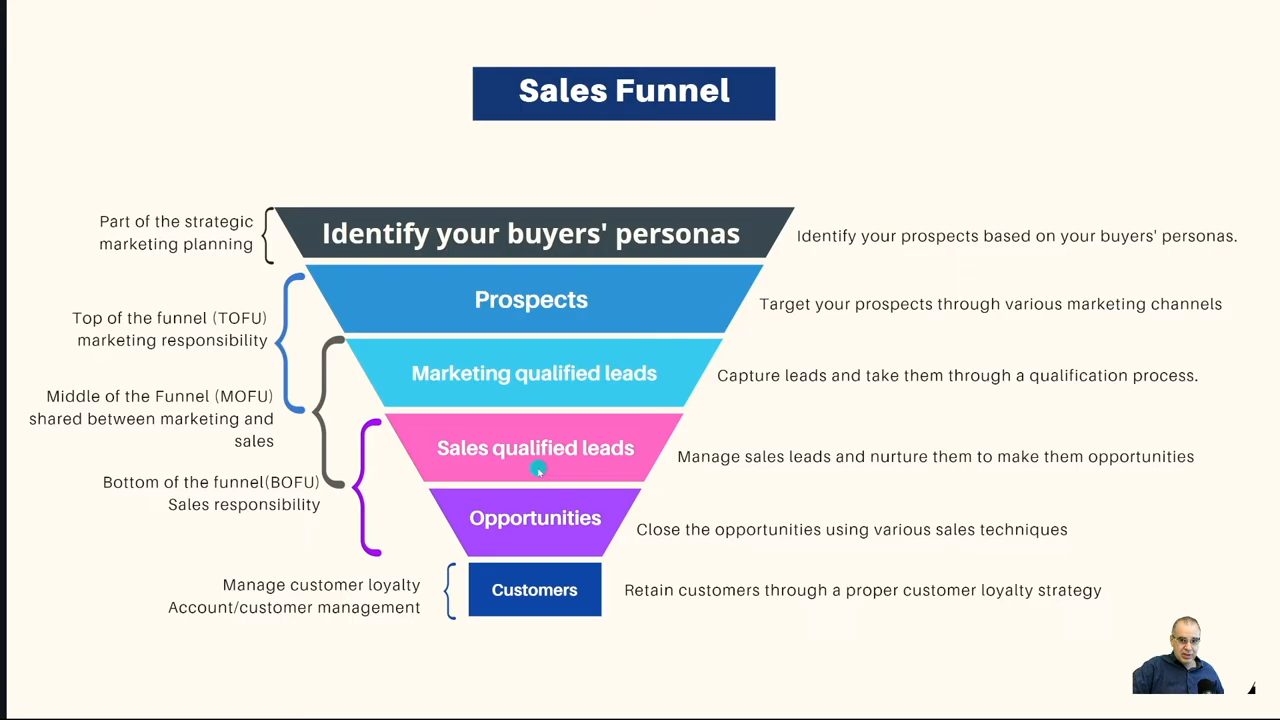 Sales Funnel
Part of the strategic
marketing planning
Identify your buyers' personas
Identify your prospects based on your buyers' personas.
Prospects
Target your prospects through various marketing channels
Top of the funnel (TOFU)
marketing responsibility
Marketing qualified leads
Capture leads and take them through a qualification process.
Middle of the Funnel (MOFU)
shared between marketing and
sales
Sales qualified leads
Manage sales leads and nurture them to make them opportunities
Bottom of the funnel(BOFU)
Sales responsibility
Opportunities
Close the opportunities using various sales techniques
Manage customer loyalty
Account/customer management
Customers
Retain customers through a proper customer loyalty strategy